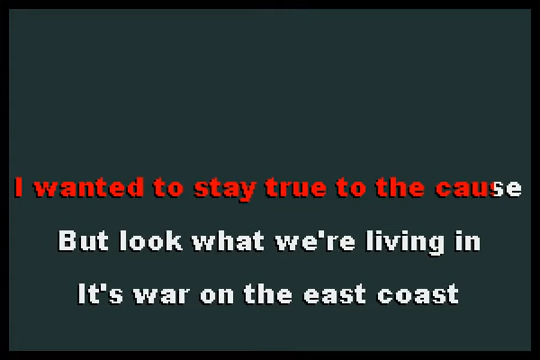 I wanted to stay true to the cause
But look what we're living in
It's war on the east coast